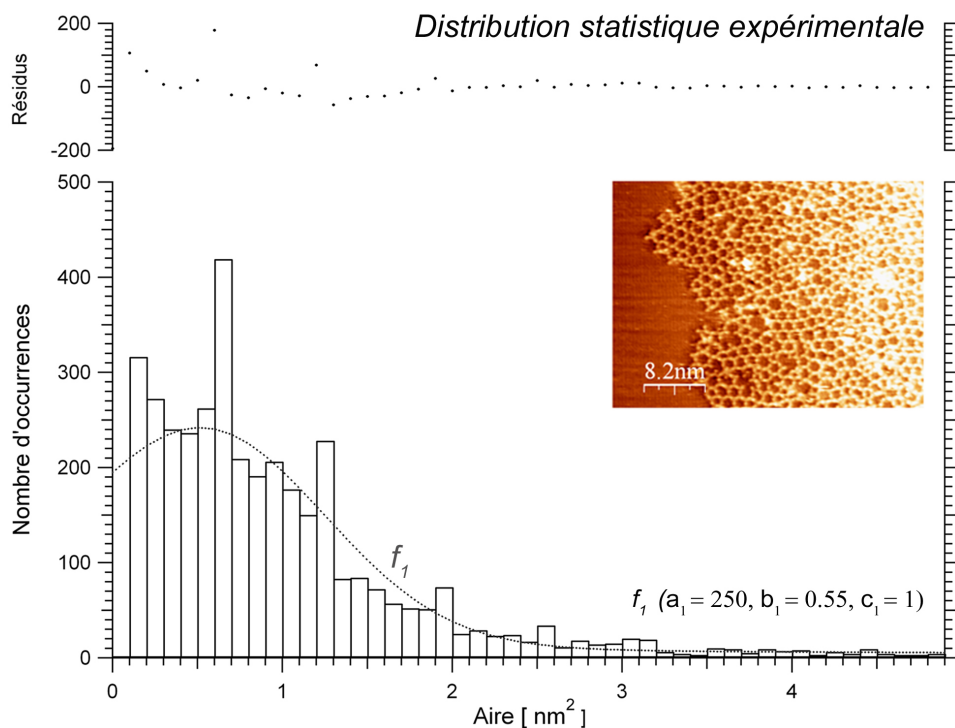 Distribution statistique expérimentale
200
0
-200
Résidus
500
400
300
200
100
0
Nombre d'occurrences
8.2nm
f₁
f₁ (a₁ = 250, b₁ = 0.55, c₁ = 1)
0 1 2 3 4
Aire [ nm² ]